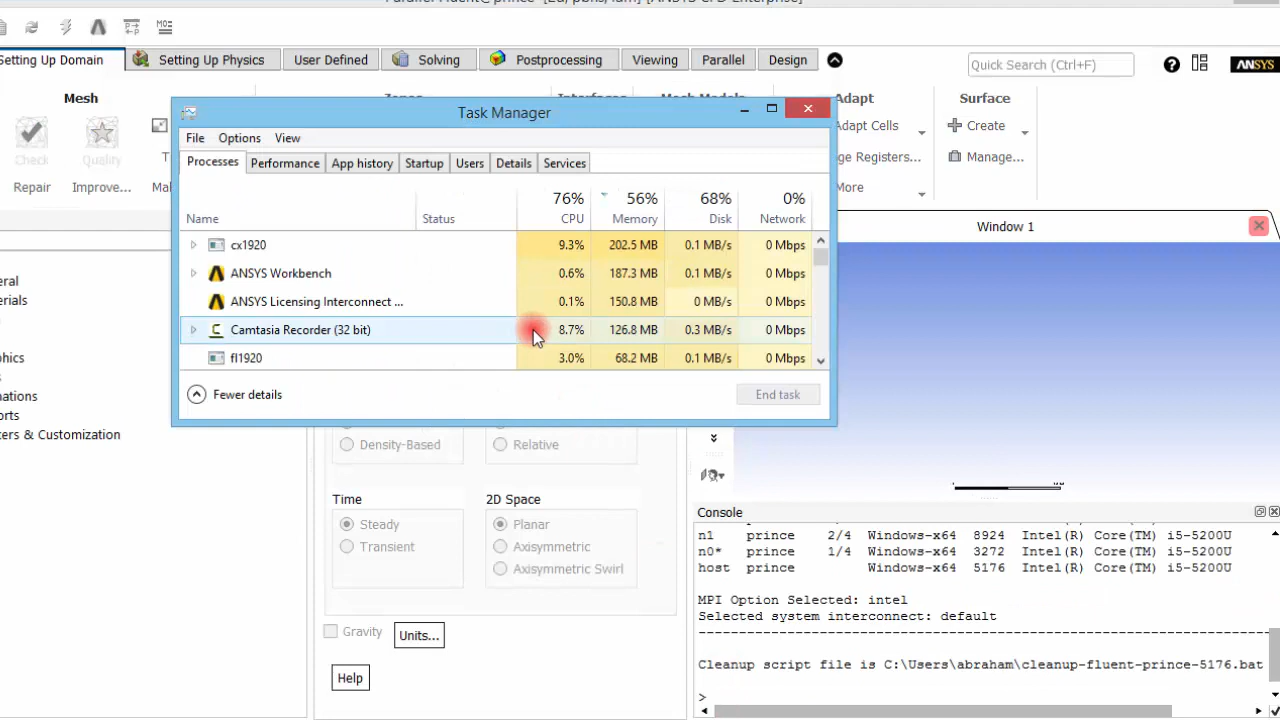 Parallel Fluent@prince [2d, pbns, lam] [ANSYS CFD Enterprise]
Setting Up Domain
Setting Up Physics
User Defined
Solving
Postprocessing
Viewing
Parallel
Design
Quick Search (Ctrl+F)
ANSYS
Mesh
Adapt
Surface
Check
Quality
Repair
Improve...
Adapt Cells
Create
Manage...
More
Task Manager
File Options View
Processes Performance App history Startup Users Details Services
76% 56% 68% 0%
Name Status CPU Memory Disk Network
cx1920 9.3% 202.5 MB 0.1 MB/s 0 Mbps
ANSYS Workbench 0.6% 187.3 MB 0.1 MB/s 0 Mbps
ANSYS Licensing Interconnect ... 0.1% 150.8 MB 0 MB/s 0 Mbps
Camtasia Recorder (32 bit) 8.7% 126.8 MB 0.3 MB/s 0 Mbps
fl1920 3.0% 68.2 MB 0.1 MB/s 0 Mbps
Fewer details
End task
Window 1
Density-Based
Relative
Time
Steady
Transient
2D Space
Planar
Axisymmetric
Axisymmetric Swirl
Gravity
Units...
Help
Console
n1 prince 2/4 Windows-x64 8924 Intel(R) Core(TM) i5-5200U
n0* prince 1/4 Windows-x64 3272 Intel(R) Core(TM) i5-5200U
host prince Windows-x64 5176 Intel(R) Core(TM) i5-5200U
MPI Option Selected: intel
Selected system interconnect: default
Cleanup script file is C:\Users\abraham\cleanup-fluent-prince-5176.bat
>